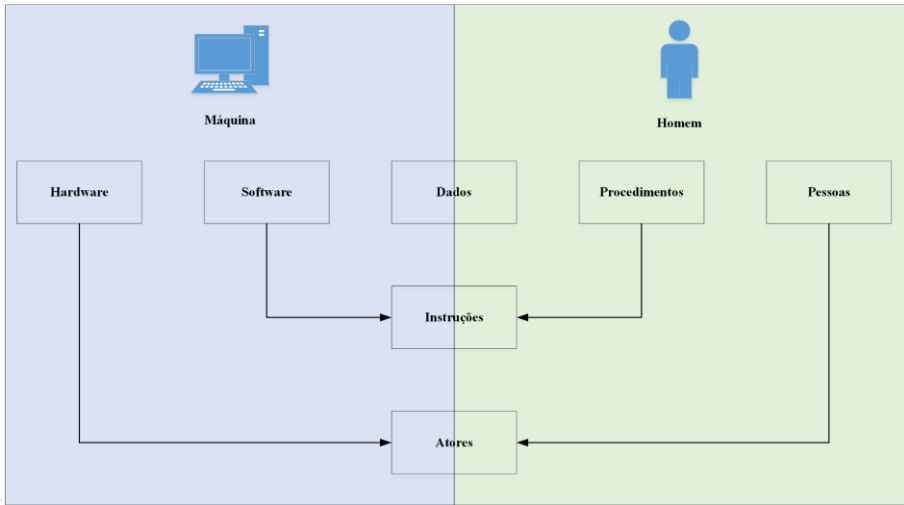 Máquina
Homem
Hardware
Software
Dados
Procedimentos
Pessoas
Instruções
Atores